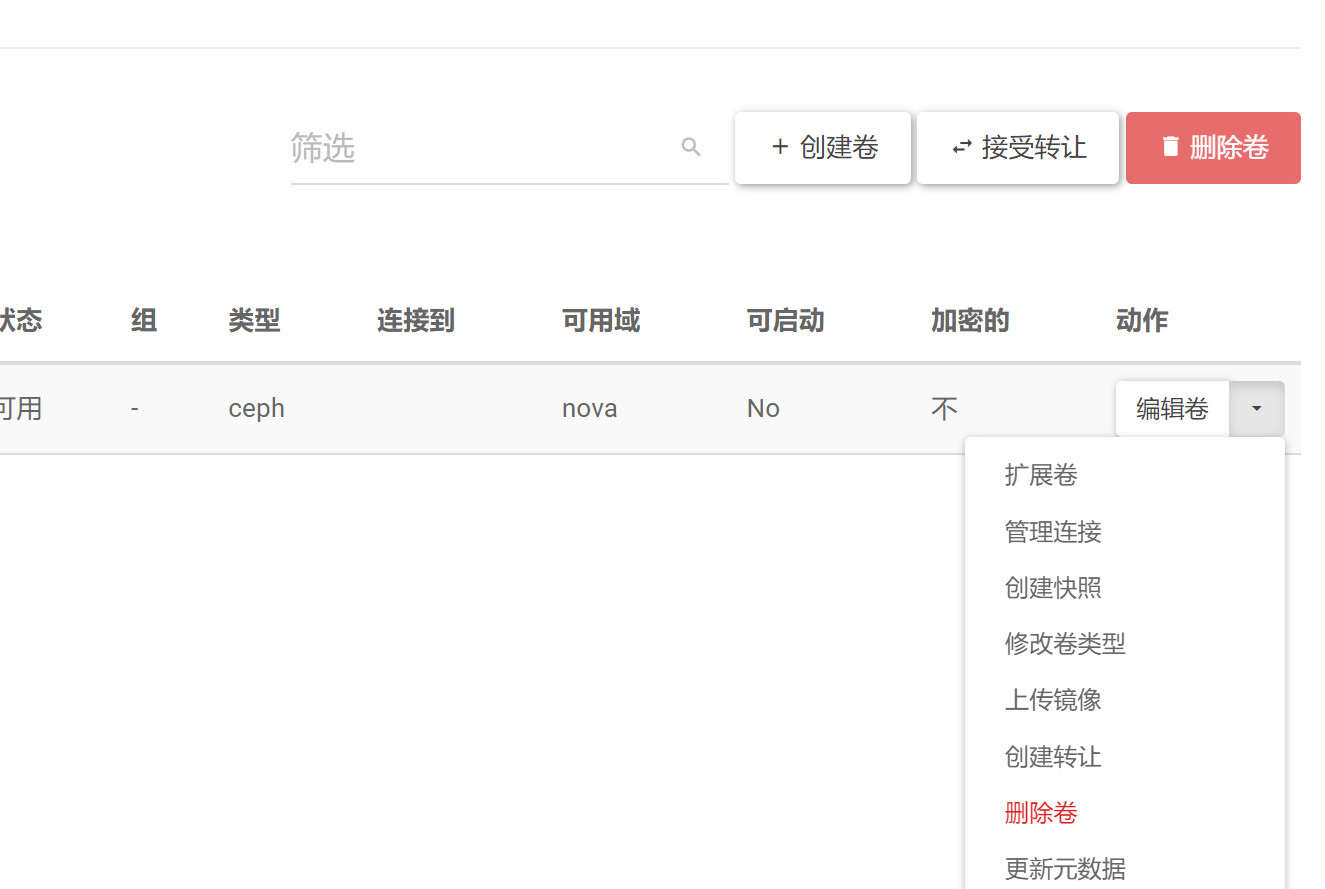 筛选 创建卷 接受转让 删除卷
状态 组 类型 连接到 可用域 可启动 加密的 动作
可用 - ceph nova No 不 编辑卷
扩展卷
管理连接
创建快照
修改卷类型
上传镜像
创建转让
删除卷
更新元数据